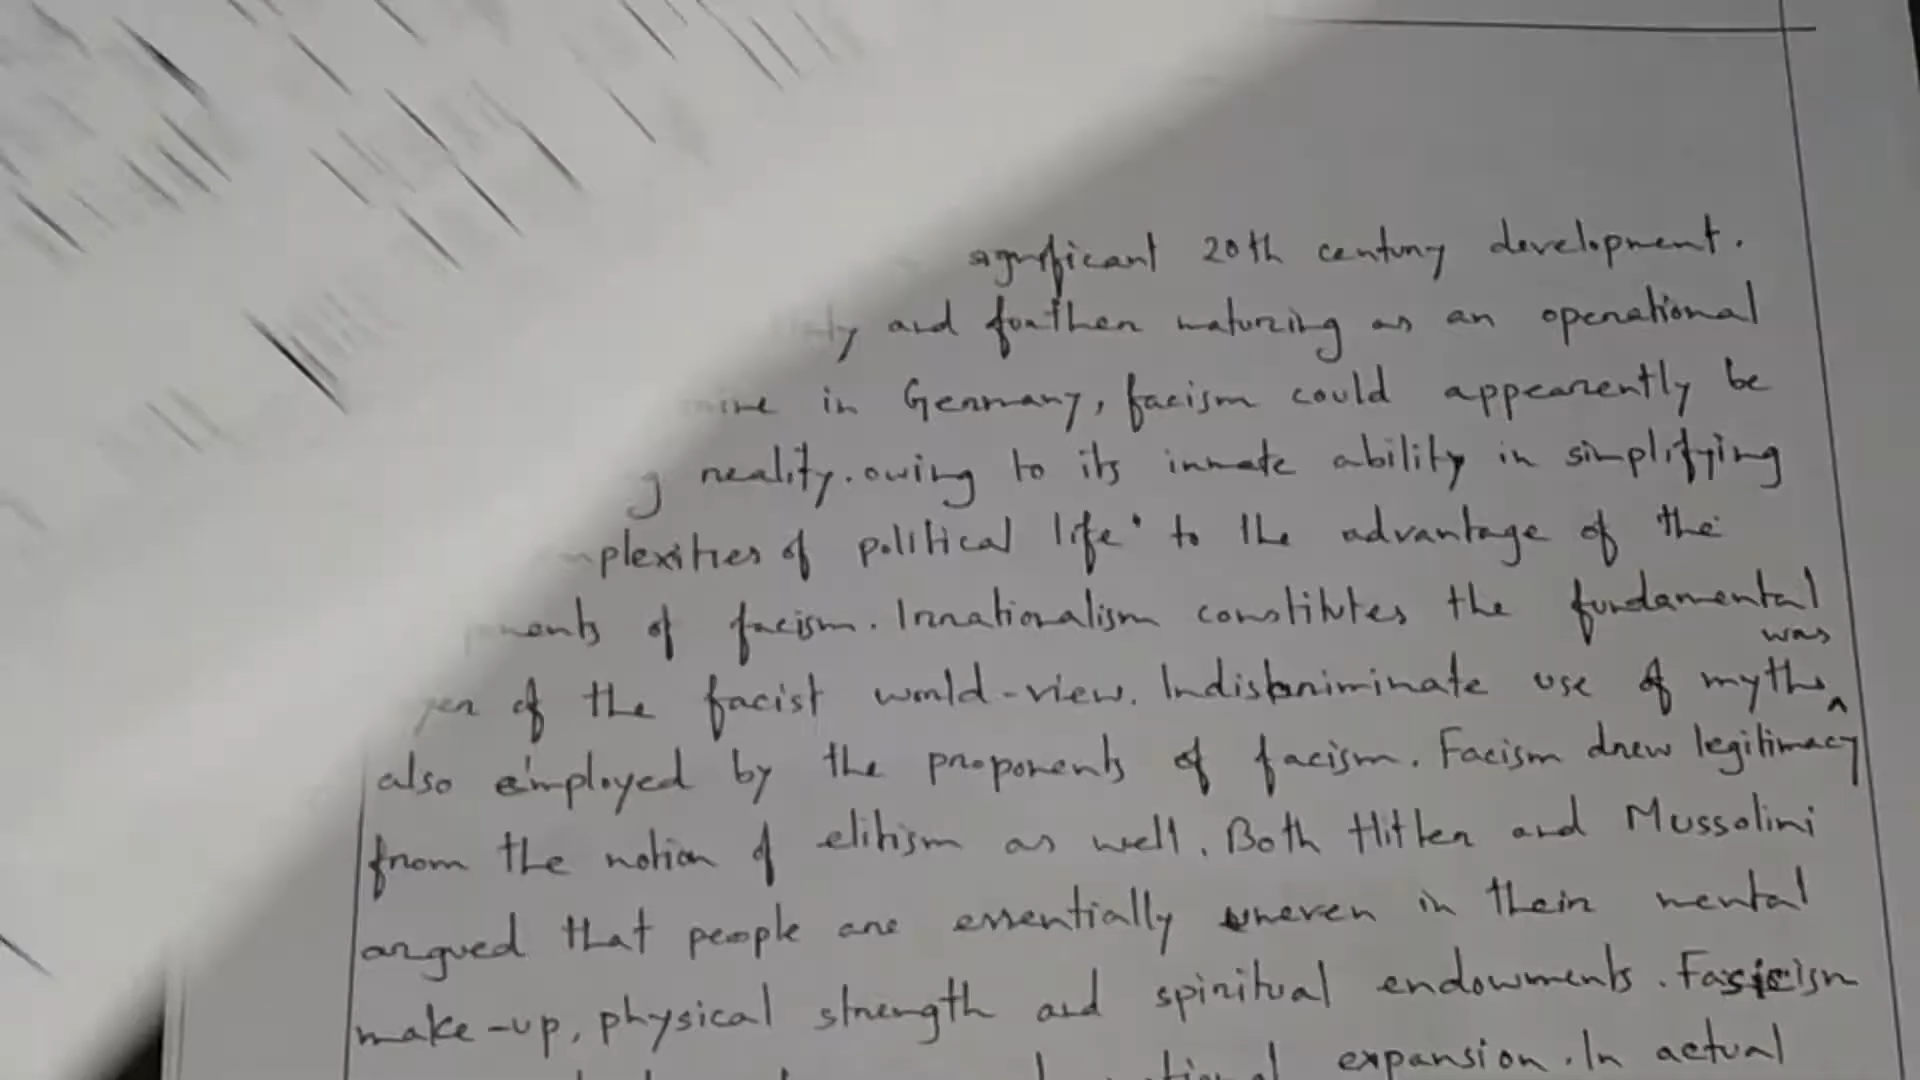 significant 20th century development.
and further maturing as an operational
in Germany, facism could appearently be
reality. owing to its innate ability in simplifying
of political life to the advantage of the
of facism. Irrationalism constitutes the fundamental
was
of the facist world-view. Indiskriminate use of myths ^
also employed by the proponents of facism. Facism drew legitimacy
from the notion of elitism as well. Both Hitler and Mussolini
argued that people are essentially uneven in their mental
make-up, physical strength and spiritual endowments.
expansion. In actual